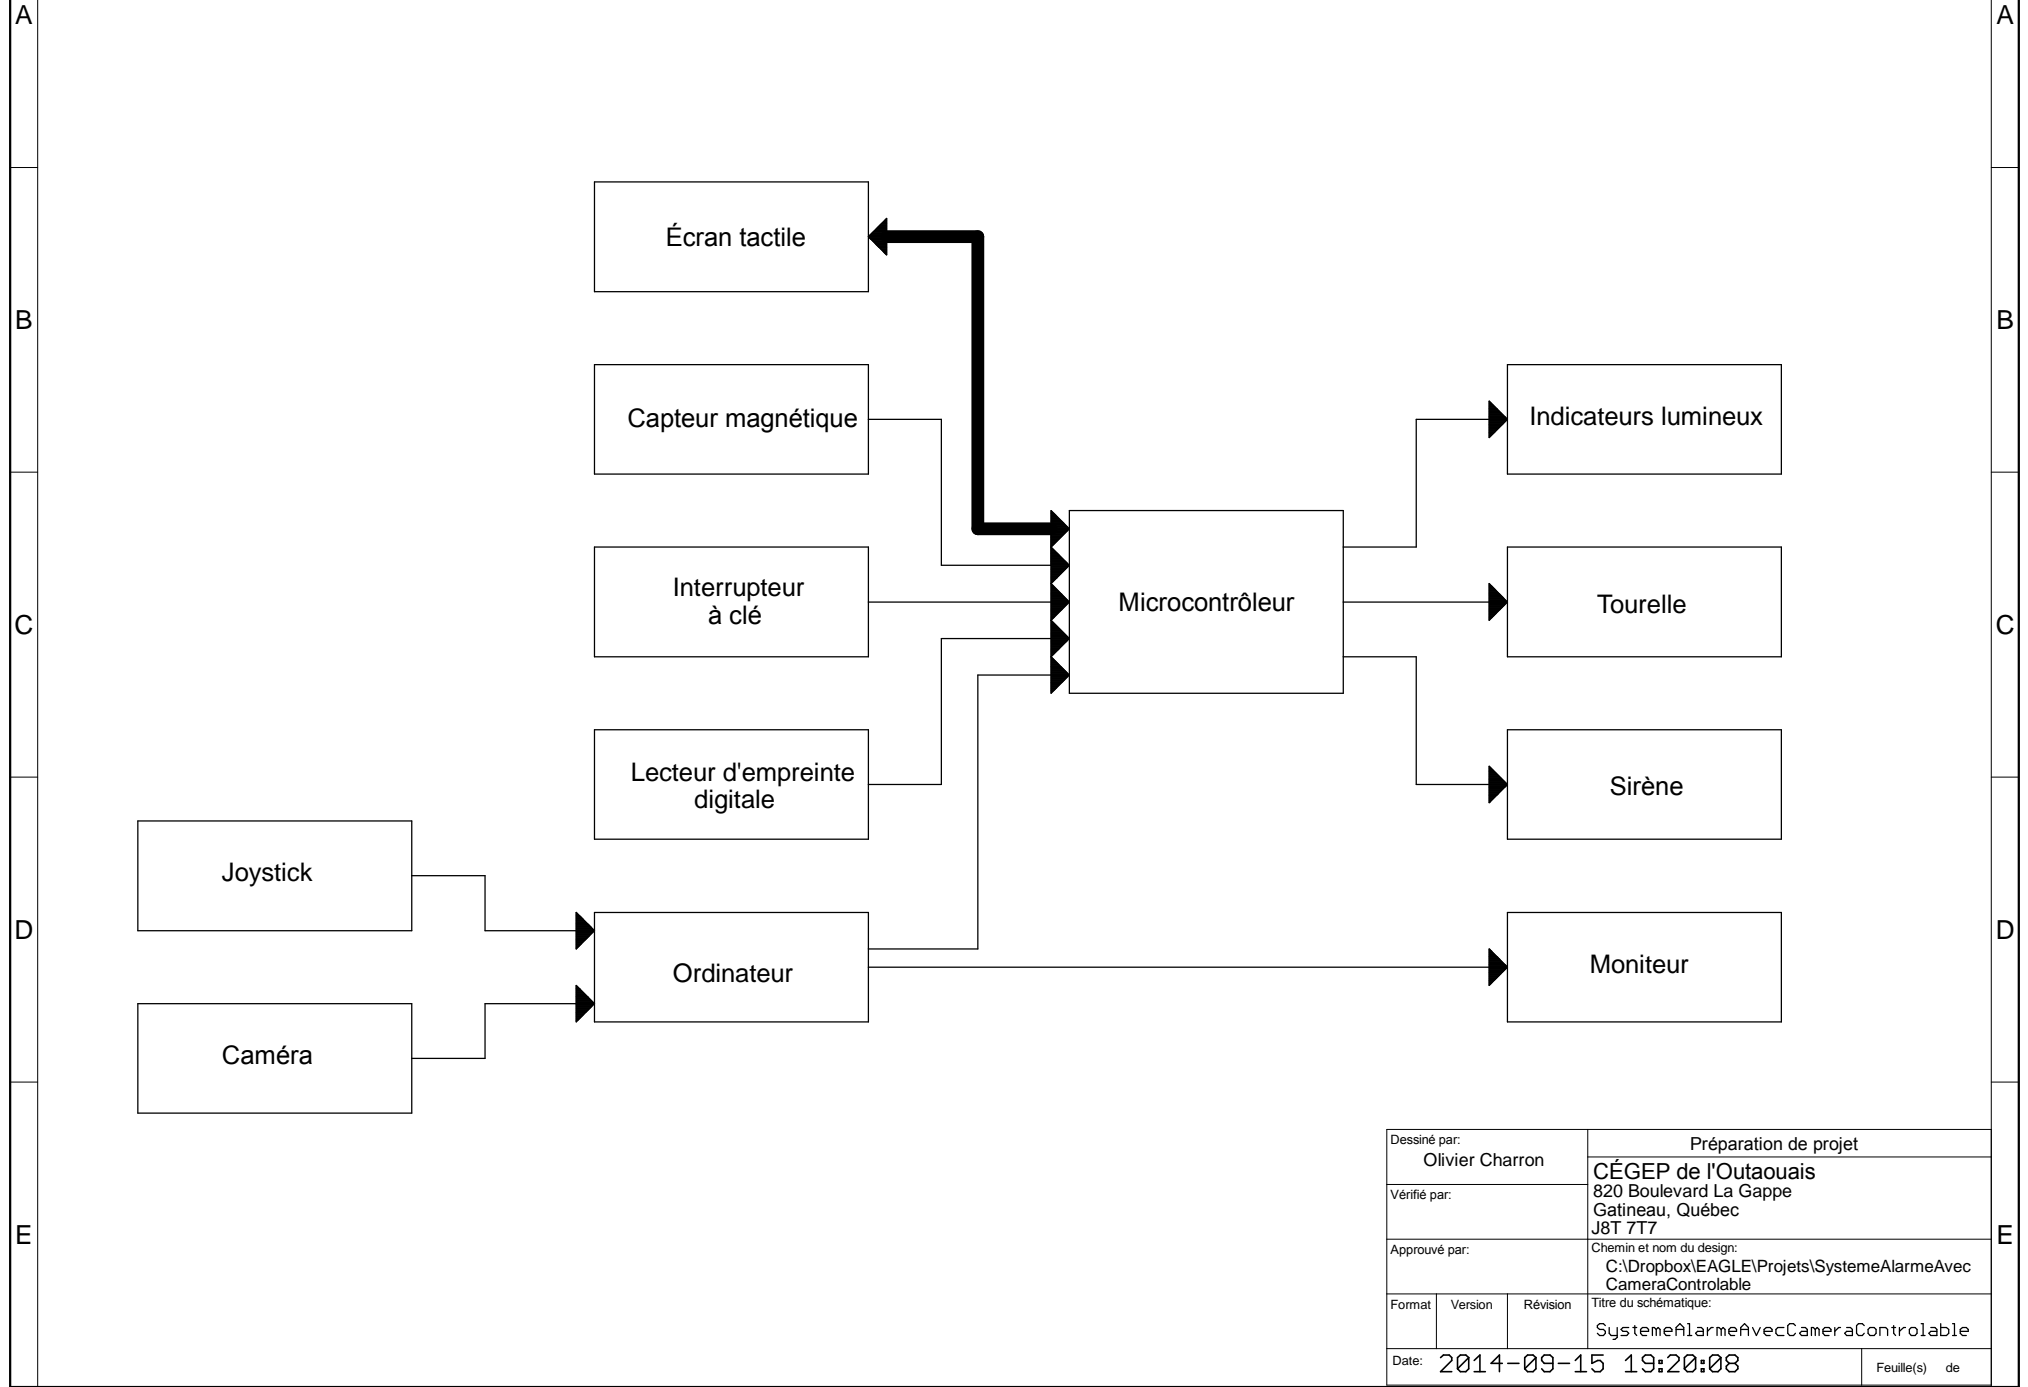 A
A
Écran tactile
B
B
Capteur magnétique
Indicateurs lumineux
Interrupteur
à clé
Microcontrôleur
Tourelle
C
C
Lecteur d'empreinte
digitale
Sirène
Joystick
D
D
Ordinateur
Moniteur
Caméra
E
E
Dessiné par:
Olivier Charron
Préparation de projet
CÉGEP de l'Outaouais
820 Boulevard La Gappe
Gatineau, Québec
J8T 7T7
Vérifié par:
Approuvé par:
Chemin et nom du design:
C:\Dropbox\EAGLE\Projets\SystemeAlarmeAvec
CameraControlable
Format Version Révision
Titre du schématique:
SystemeAlarmeAvecCameraControlable
Date: 2014-09-15 19:20:08
Feuille(s) de